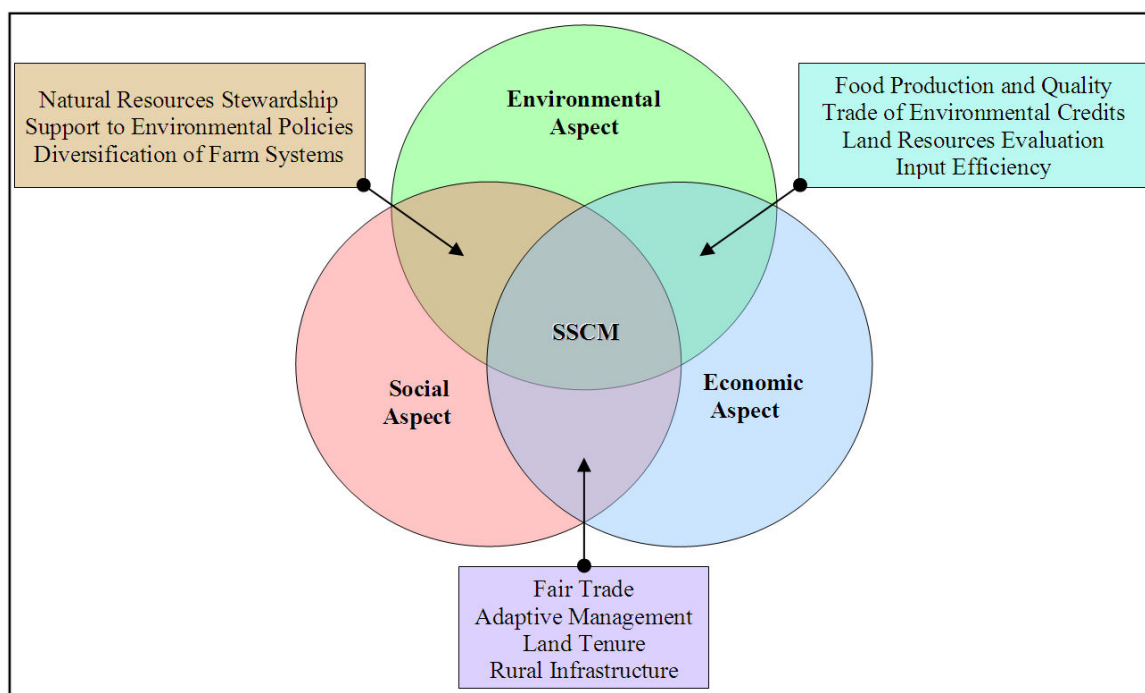 Natural Resources Stewardship
Support to Environmental Policies
Diversification of Farm Systems
Environmental
Aspect
Food Production and Quality
Trade of Environmental Credits
Land Resources Evaluation
Input Efficiency
SSCM
Social
Aspect
Economic
Aspect
Fair Trade
Adaptive Management
Land Tenure
Rural Infrastructure